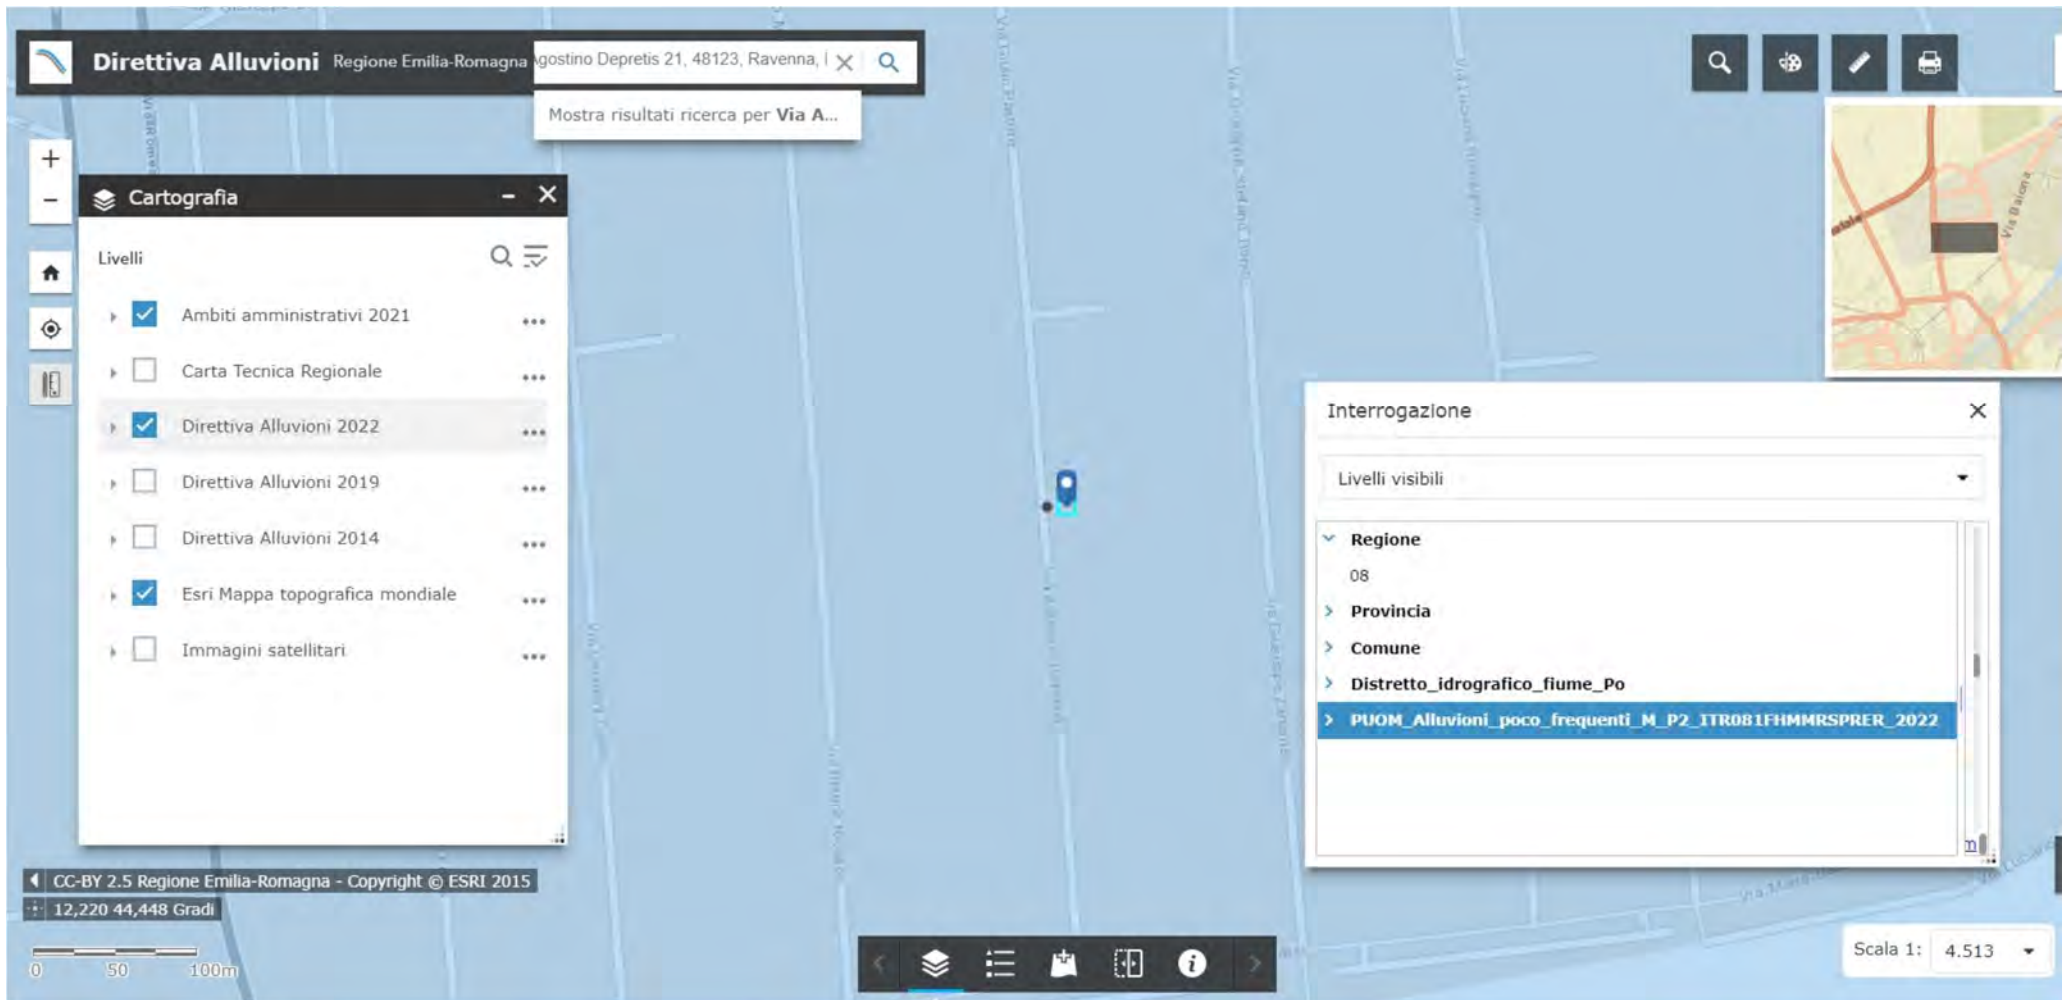 Direttiva Alluvioni Regione Emilia-Romagna
gostino Depretis 21, 48123, Ravenna, I
Mostra risultati ricerca per Via A...
+
−
Cartografia
Livelli
Ambiti amministrativi 2021
Carta Tecnica Regionale
Direttiva Alluvioni 2022
Direttiva Alluvioni 2019
Direttiva Alluvioni 2014
Esri Mappa topografica mondiale
Immagini satellitari
Via Baiona
Interrogazione
Livelli visibili
Regione
08
Provincia
Comune
Distretto_idrografico_fiume_Po
PUOM_Alluvioni_poco_frequenti_M_P2_ITR081FHMMRSPRER_2022
m
CC-BY 2.5 Regione Emilia-Romagna - Copyright © ESRI 2015
12,220 44,448 Gradi
0 50 100m
Scala 1: 4.513